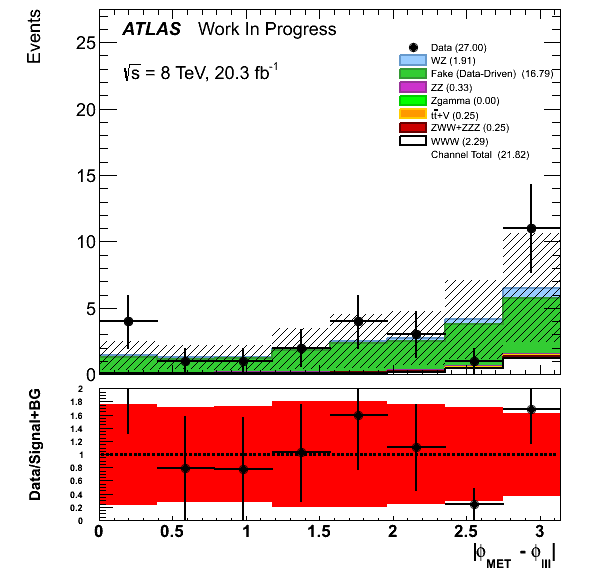 Events
25
20
15
10
5
0
ATLAS Work In Progress
√s = 8 TeV, 20.3 fb⁻¹
Data (27.00)
WZ (1.91)
Fake (Data-Driven) (16.79)
ZZ (0.33)
Zgamma (0.00)
tt̄+V (0.25)
ZWW+ZZZ (0.25)
WWW (2.29)
Channel Total (21.82)
Data/Signal+BG
2
1.8
1.6
1.4
1.2
1
0.8
0.6
0.4
0.2
0
0 0.5 1 1.5 2 2.5 3
|ϕMET - ϕlll|